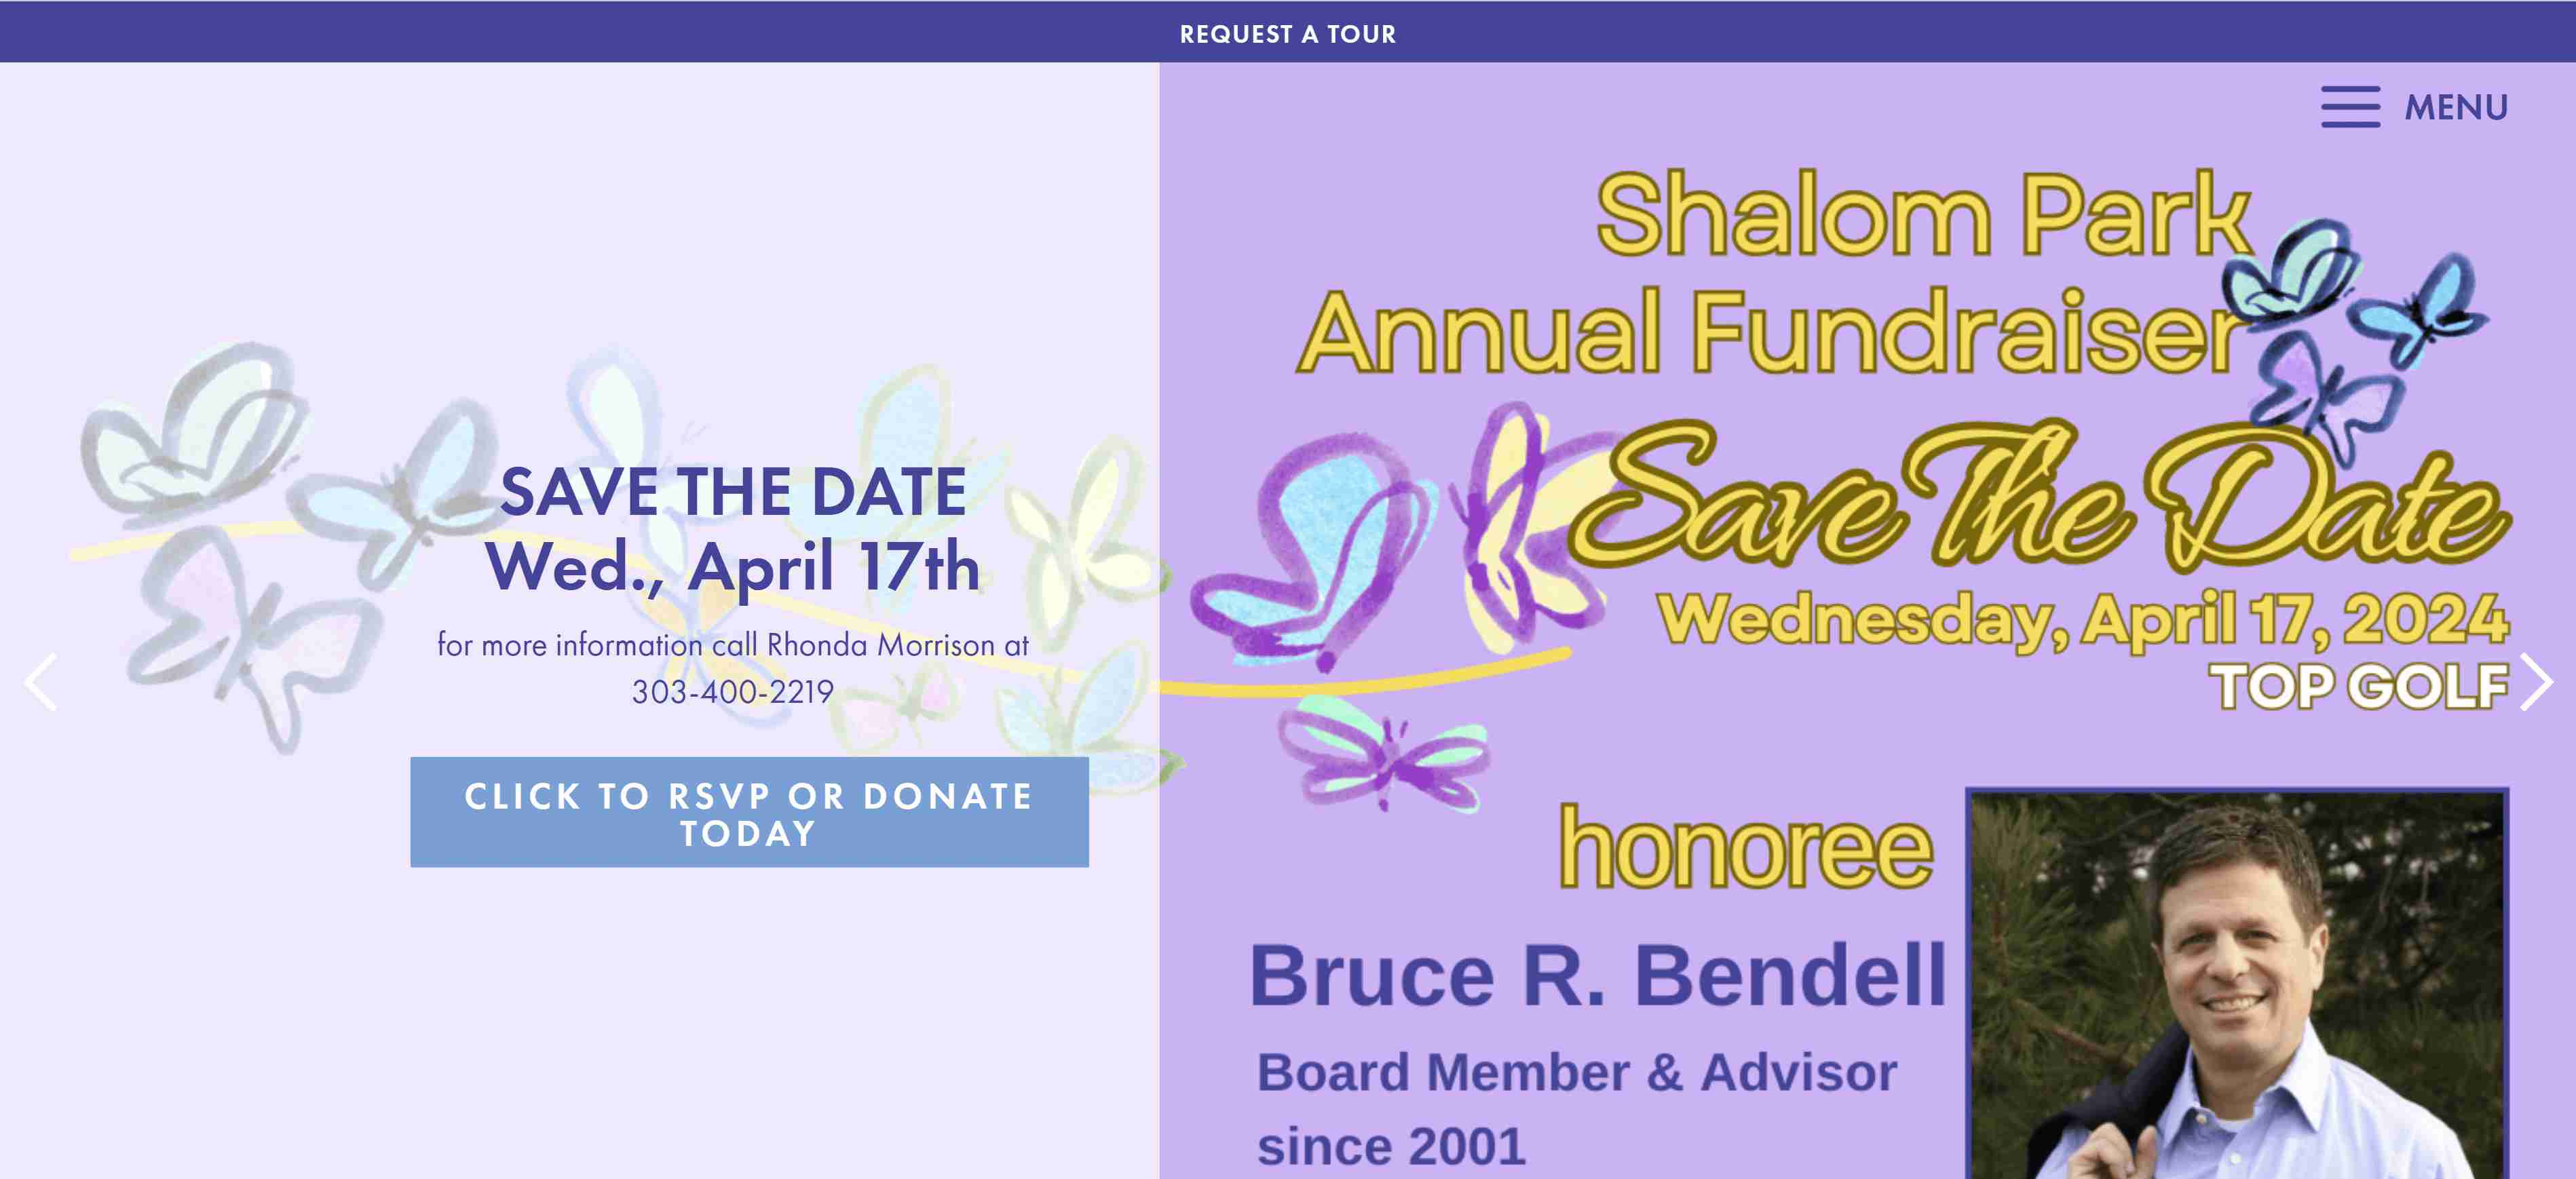 REQUEST A TOUR
MENU
SAVE THE DATE
Wed., April 17th
for more information call Rhonda Morrison at
303-400-2219
CLICK TO RSVP OR DONATE
TODAY
Shalom Park
Annual Fundraiser
Save The Date
Wednesday, April 17, 2024
TOP GOLF
honoree
Bruce R. Bendell
Board Member & Advisor
since 2001